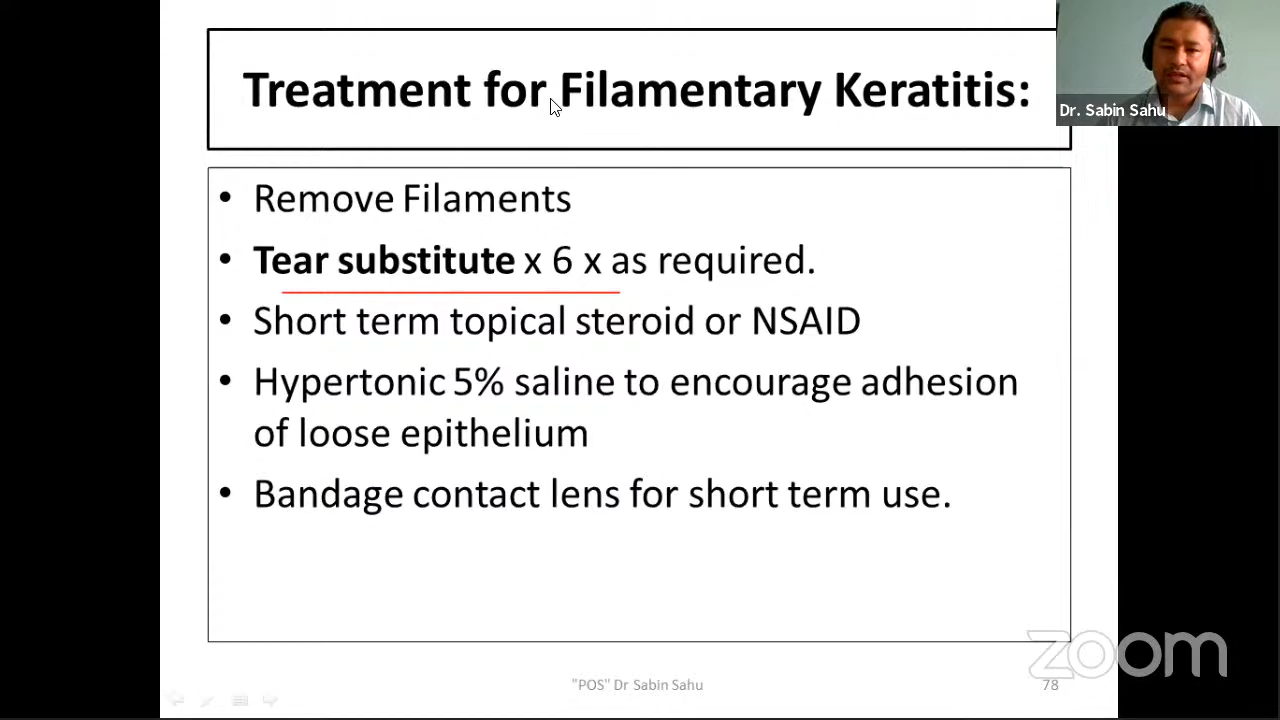 Treatment for Filamentary Keratitis:
Dr. Sabin Sahu
• Remove Filaments
• Tear substitute x 6 x as required.
• Short term topical steroid or NSAID
• Hypertonic 5% saline to encourage adhesion
of loose epithelium
• Bandage contact lens for short term use.
zoom
"POS" Dr Sabin Sahu
78